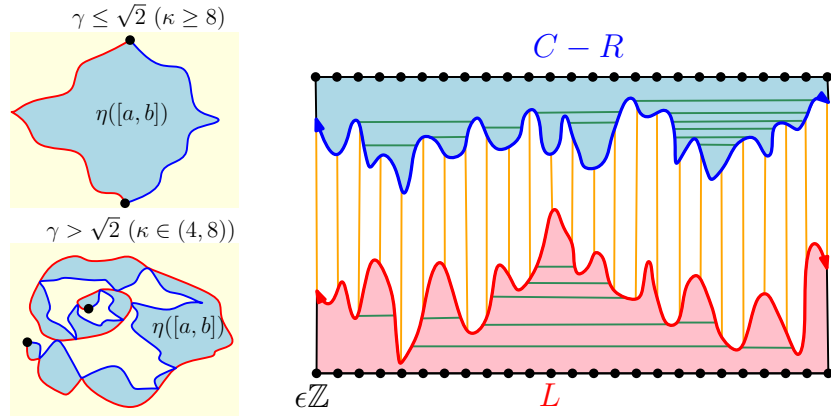 γ ≤ √2 (κ ≥ 8)
η([a, b])
γ > √2 (κ ∈ (4, 8))
η([a, b])
C − R
ϵℤ
L